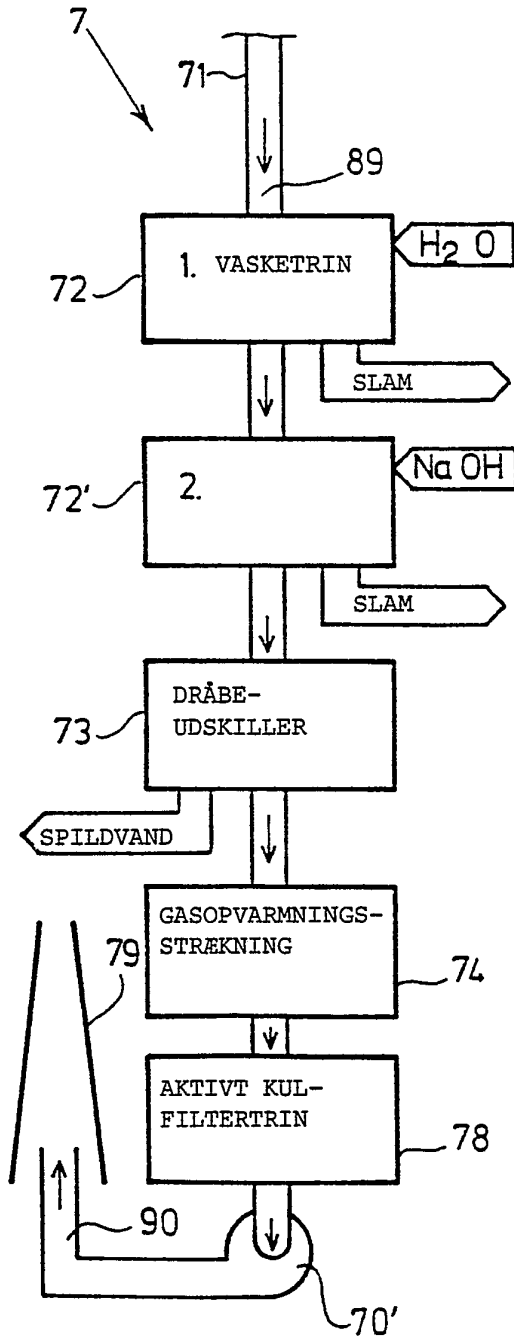 7
71
89
1. VASKETRIN
H2 O
72
SLAM
2.
Na OH
72'
SLAM
DRÅBE-
UDSKILLER
73
SPILDVAND
GASOPVARMNINGS-
STRÆKNING
79
74
AKTIVT KUL-
FILTERTRIN
78
90
70'